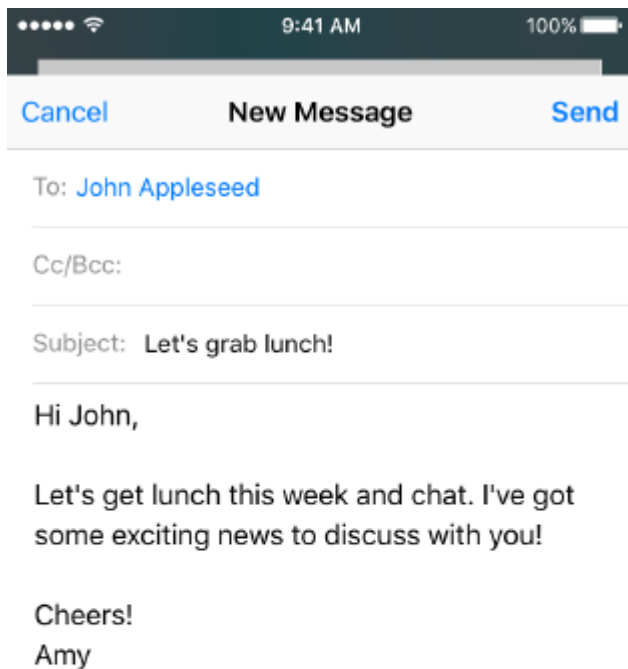 9:41 AM 100%
Cancel New Message Send
To: John Appleseed
Cc/Bcc:
Subject: Let's grab lunch!
Hi John,
Let's get lunch this week and chat. I've got
some exciting news to discuss with you!
Cheers!
Amy